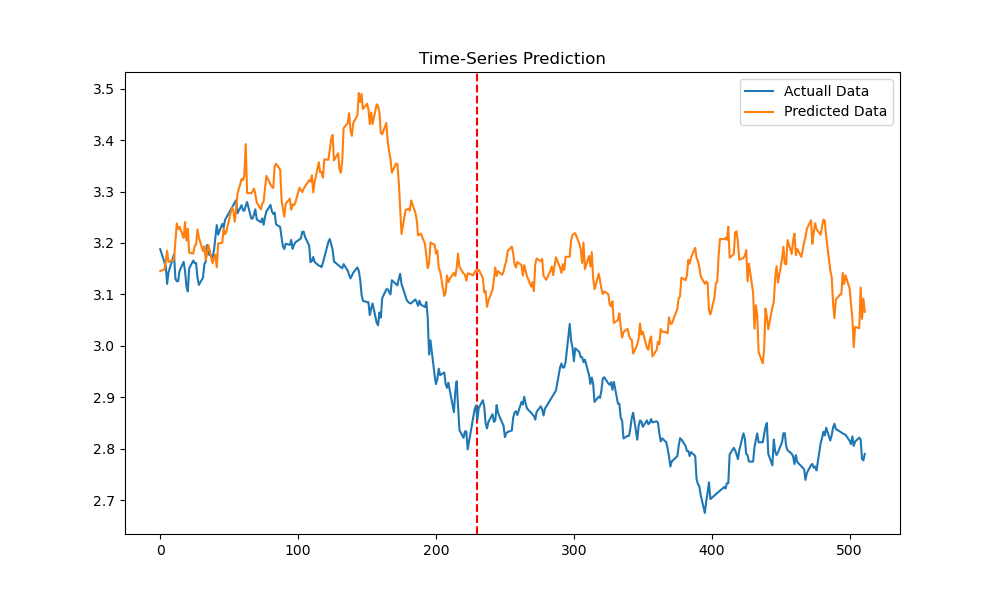 Time-Series Prediction
Actuall Data
Predicted Data
3.5
3.4
3.3
3.2
3.1
3.0
2.9
2.8
2.7
0 100 200 300 400 500